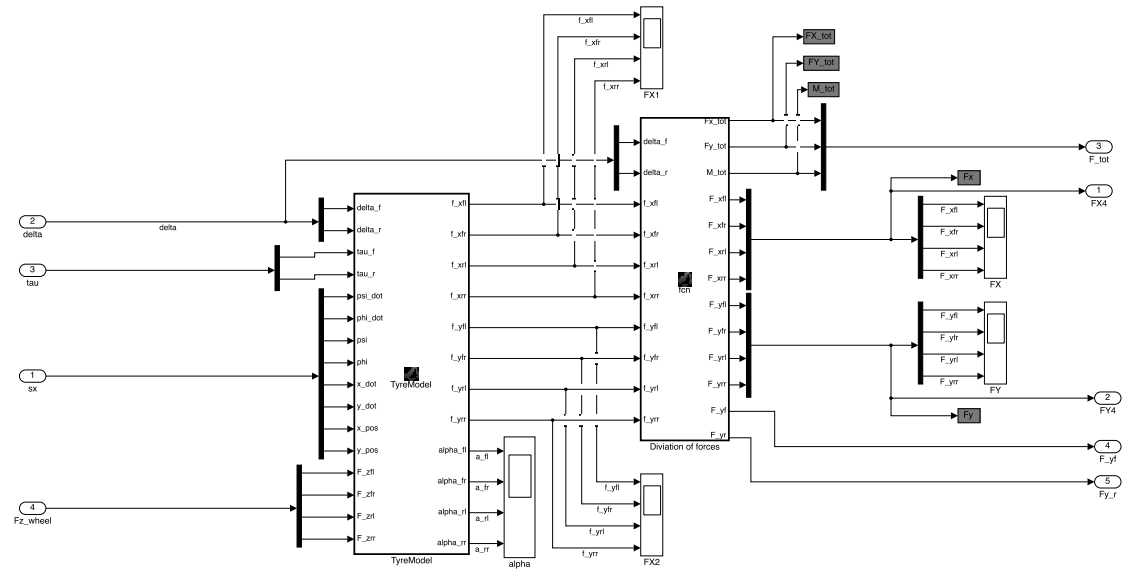 f_xfl
f_xfr
f_xrl
f_xrr
FX1
FX_tot
FY_tot
M_tot
2
delta
delta
3
tau
1
sx
4
Fz_wheel
delta_f
delta_r
tau_f
tau_r
psi_dot
phi_dot
psi
phi
x_dot
y_dot
x_pos
y_pos
F_zfl
F_zfr
F_zrl
F_zrr
TyreModel
f_xfl
f_xfr
f_xrl
f_xrr
f_yfl
f_yfr
f_yrl
f_yrr
alpha_fl
alpha_fr
alpha_rl
alpha_rr
TyreModel
a_fl
a_fr
a_rl
a_rr
alpha
f_yfl
f_yfr
f_yrl
f_yrr
FX2
delta_f
delta_r
f_xfl
f_xfr
f_xrl
f_xrr
f_yfl
f_yfr
f_yrl
f_yrr
fcn
Fx_tot
Fy_tot
M_tot
F_xfl
F_xfr
F_xrl
F_xrr
F_yfl
F_yfr
F_yrl
F_yrr
F_yf
F_yr
Diviation of forces
3
F_tot
Fx
1
FX4
F_xfl
F_xfr
F_xrl
F_xrr
FX
F_yfl
F_yfr
F_yrl
F_yrr
FY
2
FY4
Fy
4
F_yf
5
Fy_r